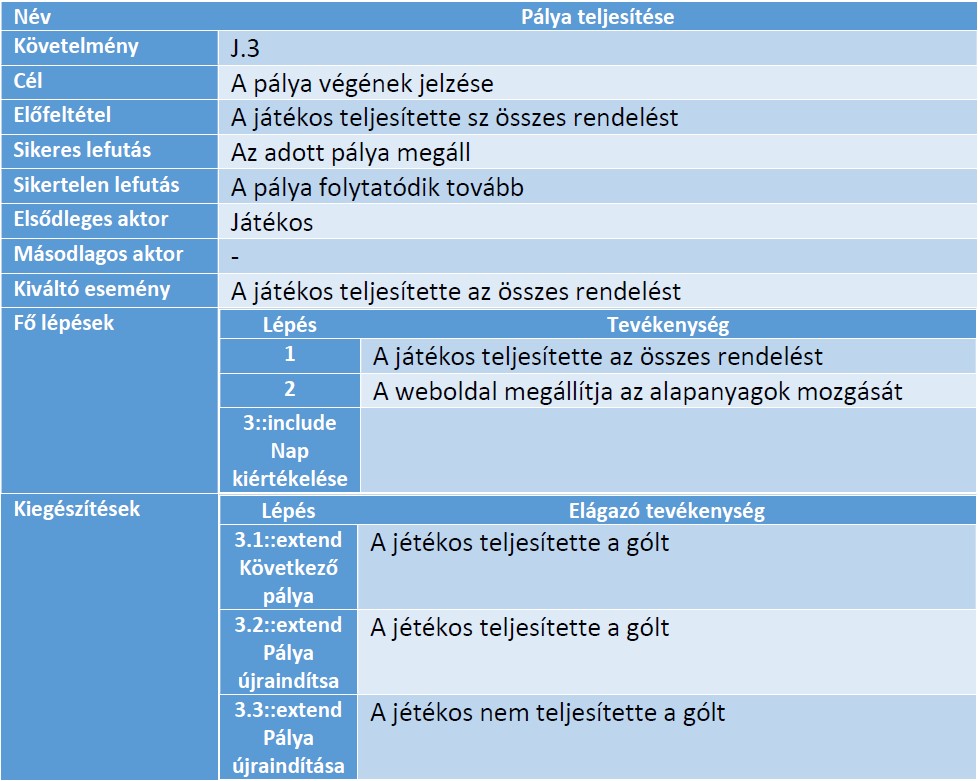 Név Pálya teljesítése
Követelmény J.3
Cél A pálya végének jelzése
Előfeltétel A játékos teljesítette sz összes rendelést
Sikeres lefutás Az adott pálya megáll
Sikertelen lefutás A pálya folytatódik tovább
Elsődleges aktor Játékos
Másodlagos aktor -
Kiváltó esemény A játékos teljesítette az összes rendelést
Fő lépések Lépés Tevékenység
1 A játékos teljesítette az összes rendelést
2 A weboldal megállítja az alapanyagok mozgását
3::include
Nap
kiértékelése
Kiegészítések Lépés Elágazó tevékenység
3.1::extend A jétékos teljesítette a gólt
Következő
pálya
3.2::extend A jétékos teljesítette a gólt
Pálya
újraindítsa
3.3::extend A jétékos nem teljesítette a gólt
Pálya
újraindítása